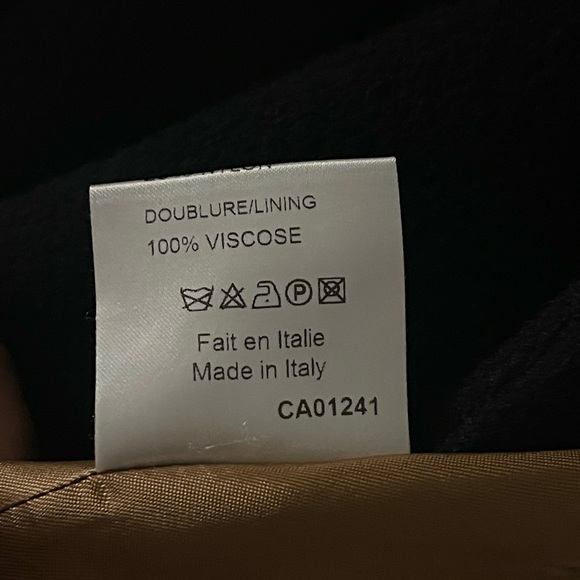 DOUBLURE/LINING
100% VISCOSE
P
Fait en Italie
Made in Italy
CA01241